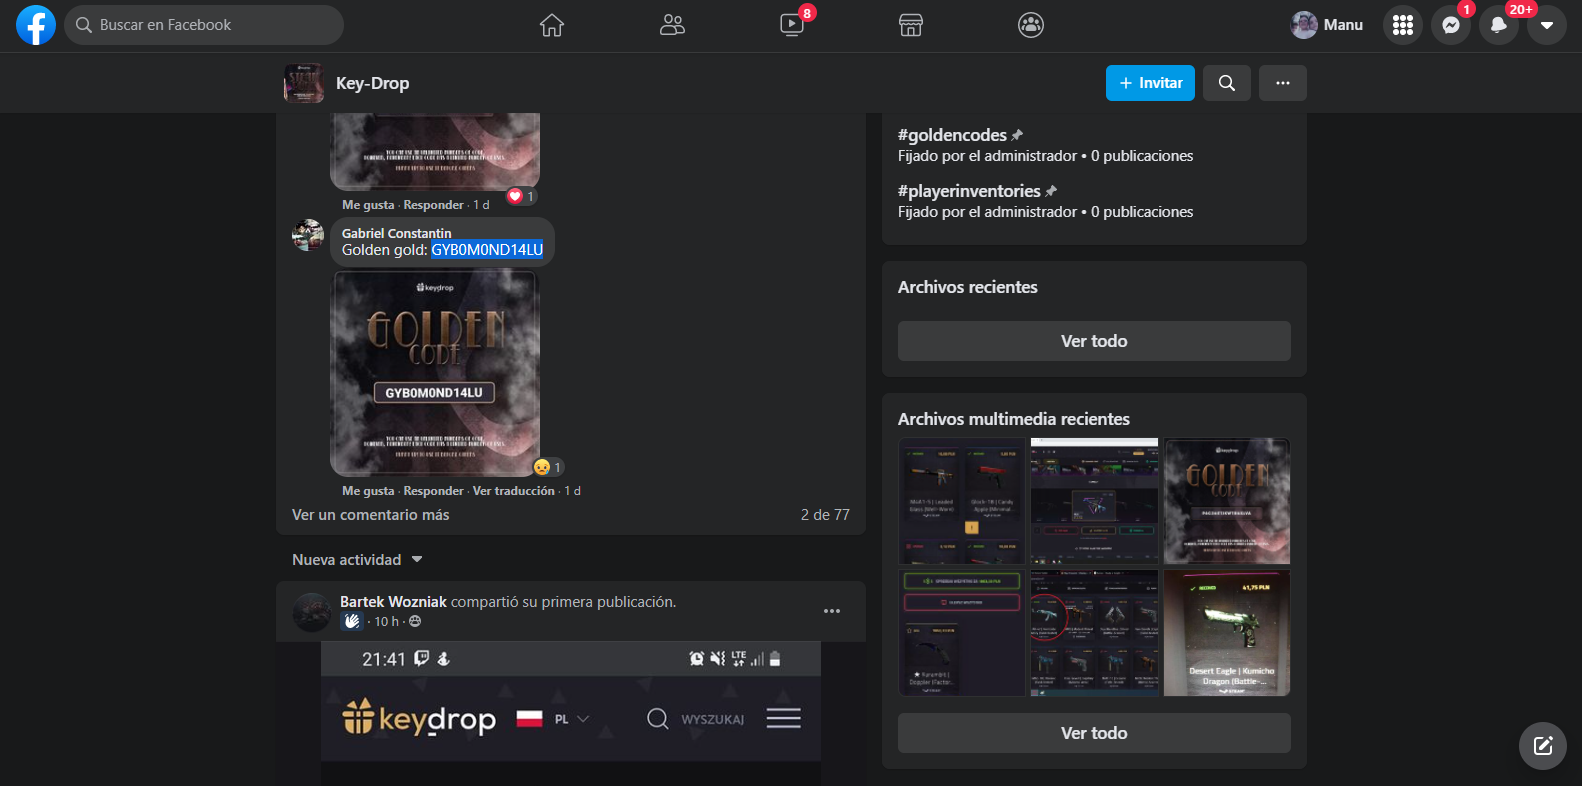 Buscar en Facebook
8
Manu
1
20+
Key-Drop
+ Invitar
Me gusta · Responder · 1 d
1
Gabriel Constantin
Golden gold: GYB0M0ND14LU
keydrop
GOLDEN
CODE
GYB0M0ND14LU
1
Me gusta · Responder · Ver traducción · 1 d
Ver un comentario más
2 de 77
Nueva actividad
Bartek Wozniak compartió su primera publicación.
· 10 h ·
21:41
LTE
keydrop
PL
WYSZUKAJ
#goldencodes
Fijado por el administrador • 0 publicaciones
#playerinventories
Fijado por el administrador • 0 publicaciones
Archivos recientes
Ver todo
Archivos multimedia recientes
keydrop
GOLDEN
CODE
41,75 PLN
Desert Eagle | Kumicho
Dragon (Battle-...
Ver todo